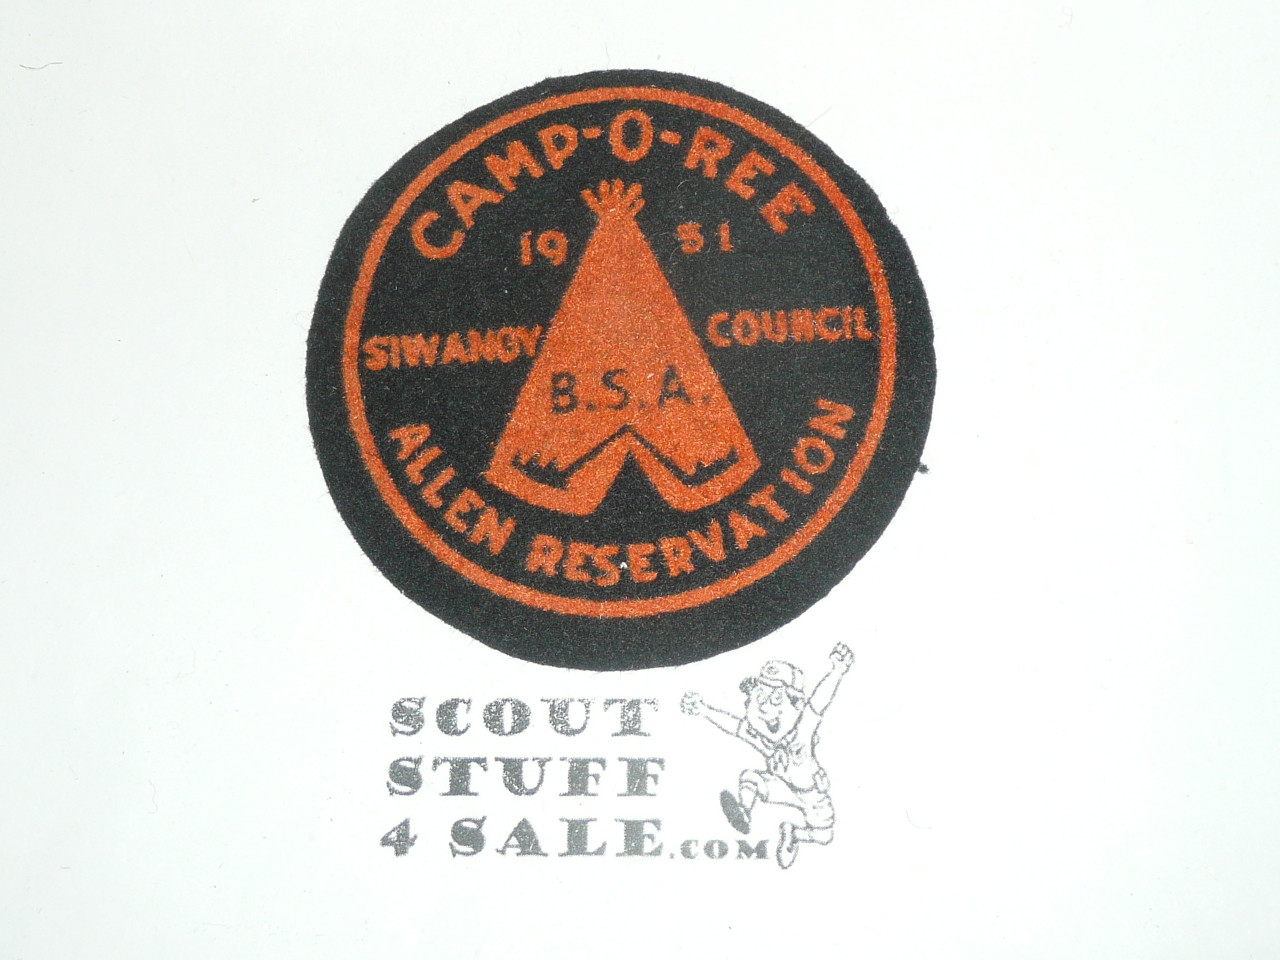 CAMP-O-REE
19 51
SIWANOY COUNCIL
B.S.A.
ALLEN RESERVATION
SCOUT
STUFF
4 SALE.COM